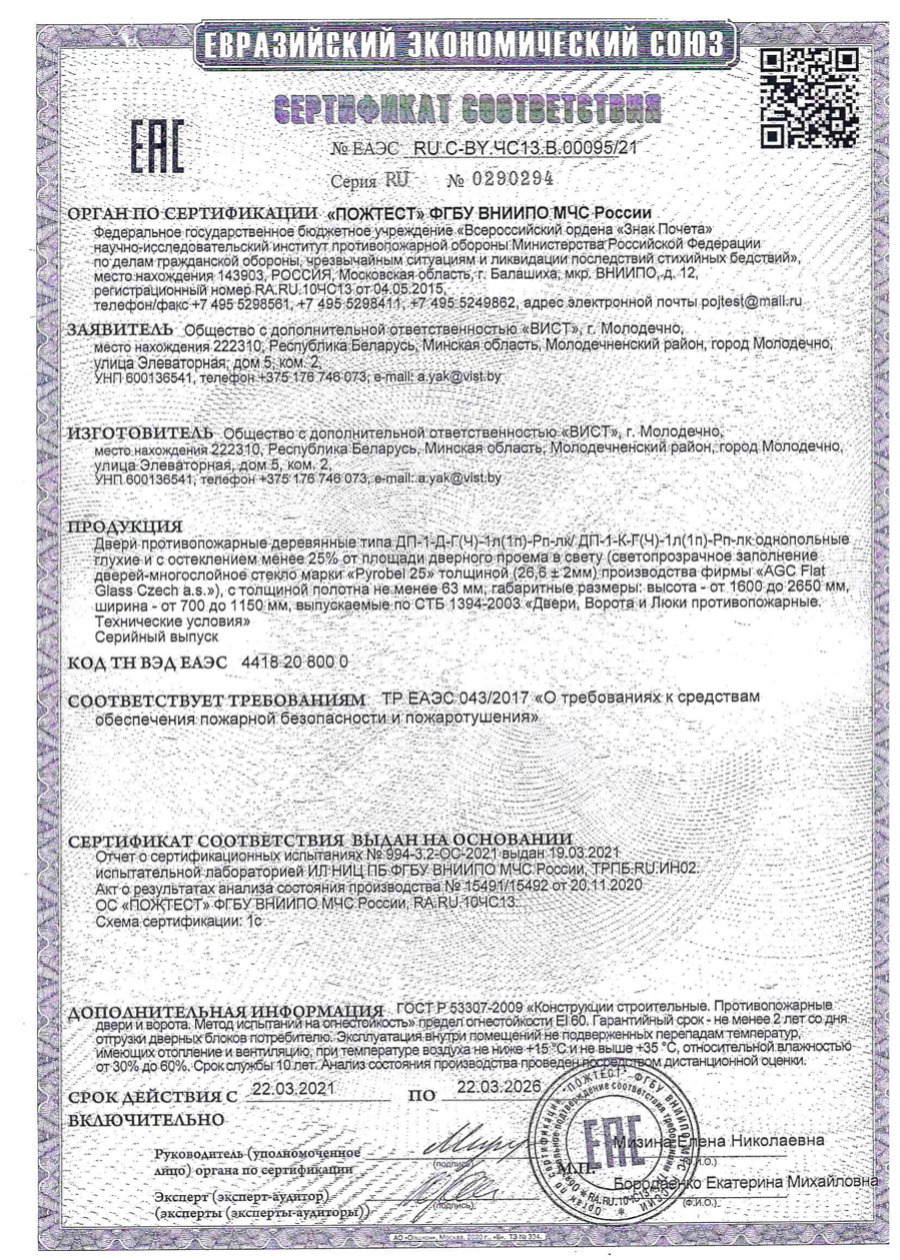 ЕВРАЗИЙСКИЙ ЭКОНОМИЧЕСКИЙ СОЮЗ
СЕРТИФИКАТ СООТВЕТСТВИЯ
EAC
№ ЕАЭС RU C-BY.ЧС13.В.00095/21
Серия RU № 0290294
ОРГАН ПО СЕРТИФИКАЦИИ «ПОЖТЕСТ» ФГБУ ВНИИПО МЧС России
Федеральное государственное бюджетное учреждение «Всероссийский ордена «Знак Почета»
научно-исследовательский институт противопожарной обороны Министерства Российской Федерации
по делам гражданской обороны, чрезвычайным ситуациям и ликвидации последствий стихийных бедствий»,
место нахождения 143903, РОССИЯ, Московская область, г. Балашиха, мкр. ВНИИПО, д. 12,
регистрационный номер RA.RU.10ЧС13 от 04.05.2015,
телефон/факс +7 495 5298561, +7 495 5298411, +7 495 5249862, адрес электронной почты pojtest@mail.ru
ЗАЯВИТЕЛЬ Общество с дополнительной ответственностью «ВИСТ», г. Молодечно,
место нахождения 222310, Республика Беларусь, Минская область, Молодечненский район, город Молодечно,
улица Элеваторная, дом 5, ком. 2,
УНП 600136541, телефон +375 176 746 073, e-mail: a.yak@vist.by
ИЗГОТОВИТЕЛЬ Общество с дополнительной ответственностью «ВИСТ», г. Молодечно,
место нахождения 222310, Республика Беларусь, Минская область, Молодечненский район, город Молодечно,
улица Элеваторная, дом 5, ком. 2,
УНП 600136541, телефон +375 176 746 073, e-mail: a.yak@vist.by
ПРОДУКЦИЯ
Двери противопожарные деревянные типа ДП-1-Д-Г(Ч)-1л(1п)-Рп-лк/ ДП-1-К-Г(Ч)-1л(1п)-Рп-лк однопольные
глухие и с остеклением менее 25% от площади дверного проема в свету (светопрозрачное заполнение
дверей-многослойное стекло марки «Pyrobel 25» толщиной (26,6 ± 2мм) производства фирмы «AGC Flat
Glass Czech a.s.»), с толщиной полотна не менее 63 мм; габаритные размеры: высота - от 1600 до 2650 мм,
ширина - от 700 до 1150 мм, выпускаемые по СТБ 1394-2003 «Двери, Ворота и Люки противопожарные.
Технические условия»
Серийный выпуск
КОД ТН ВЭД ЕАЭС 4418 20 800 0
СООТВЕТСТВУЕТ ТРЕБОВАНИЯМ ТР ЕАЭС 043/2017 «О требованиях к средствам
обеспечения пожарной безопасности и пожаротушения»
СЕРТИФИКАТ СООТВЕТСТВИЯ ВЫДАН НА ОСНОВАНИИ
Отчет о сертификационных испытаниях № 994-3.2-ОС-2021 выдан 19.03.2021
испытательной лабораторией ИЛ НИЦ ПБ ФГБУ ВНИИПО МЧС России, ТРПБ.RU.ИН02.
Акт о результатах анализа состояния производства № 15491/15492 от 20.11.2020
ОС «ПОЖТЕСТ» ФГБУ ВНИИПО МЧС России, RA.RU.10ЧС13.
Схема сертификации: 1с
ДОПОЛНИТЕЛЬНАЯ ИНФОРМАЦИЯ ГОСТ Р 53307-2009 «Конструкции строительные. Противопожарные
двери и ворота. Метод испытаний на огнестойкость» предел огнестойкости EI 60. Гарантийный срок - не менее 2 лет со дня
отгрузки дверных блоков потребителю. Эксплуатация внутри помещений не подверженных перепадам температур,
имеющих отопление и вентиляцию, при температуре воздуха не ниже +15 °С и не выше +35 °С, относительной влажностью
от 30% до 60%. Срок службы 10 лет. Анализ состояния производства проведен посредством дистанционной оценки.
СРОК ДЕЙСТВИЯ С 22.03.2021 ПО 22.03.2026
ВКЛЮЧИТЕЛЬНО
Руководитель (уполномоченное
лицо) органа по сертификации
(подпись)
М.П.
Мизина Елена Николаевна
(Ф.И.О.)
Эксперт (эксперт-аудитор)
(эксперты (эксперты-аудиторы))
(подпись)
Бородаенко Екатерина Михайловна
(Ф.И.О.)